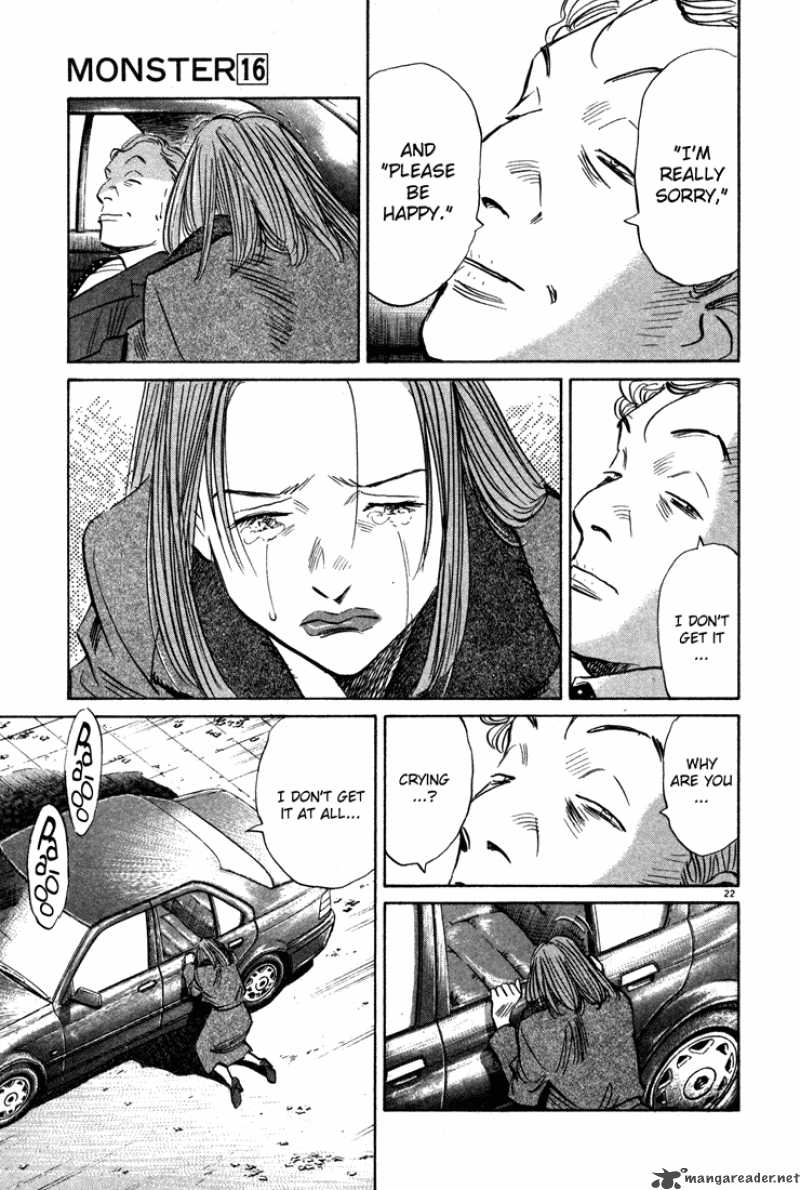 MONSTER 16
"I'M
REALLY
SORRY,"
AND
"PLEASE
BE
HAPPY."
I DON'T
GET IT
...
WHY
ARE YOU
...
CRYING
...?
22
I DON'T GET
IT AT ALL...
mangareader.net